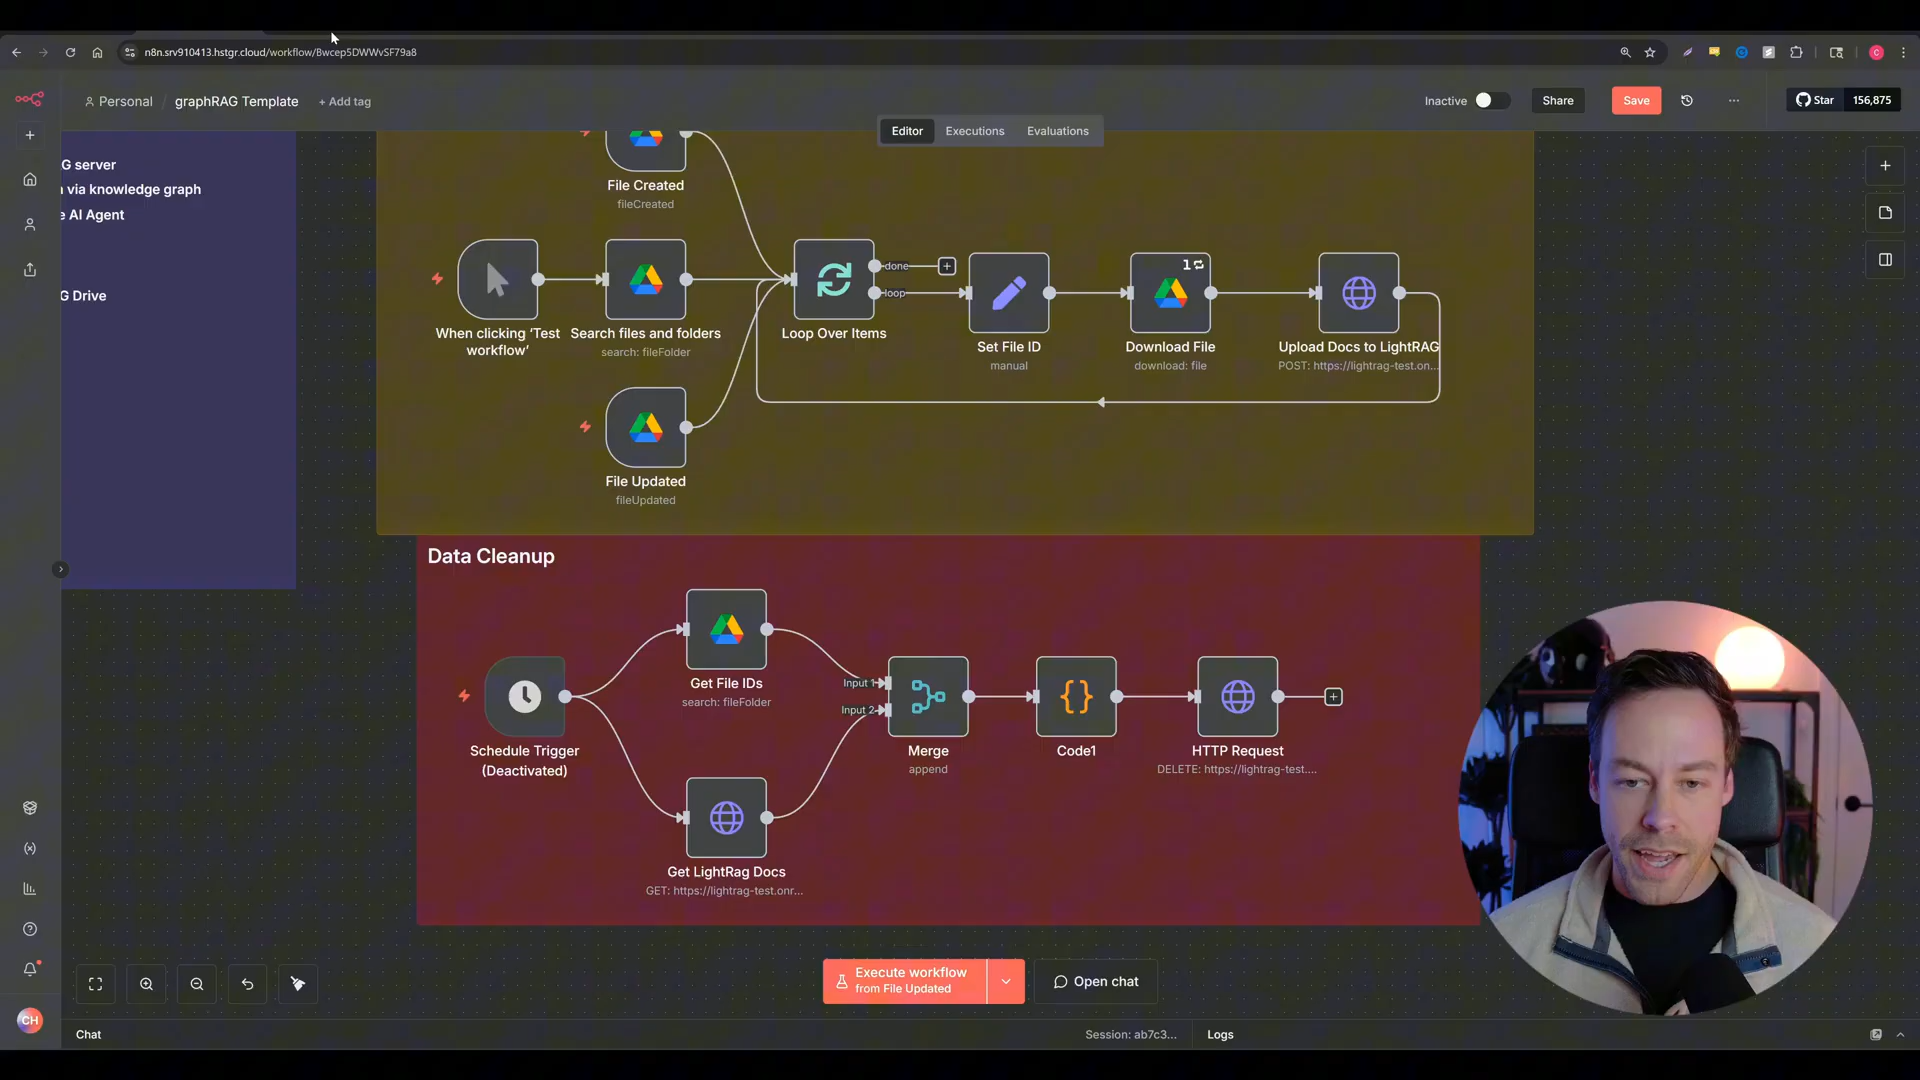 n8n.srv910413.hstgr.cloud/workflow/Bwcep5DWWvSF79a8
Personal / graphRAG Template + Add tag
Inactive
Share
Save
Star 156,875
Editor Executions Evaluations
G server
via knowledge graph
e AI Agent
G Drive
File Created
fileCreated
When clicking ‘Test
workflow’
Search files and folders
search: fileFolder
Loop Over Items
done
loop
Set File ID
manual
1
Download File
download: file
Upload Docs to LightRAG
POST: https://lightrag-test.on...
File Updated
fileUpdated
Data Cleanup
Schedule Trigger
(Deactivated)
Get File IDs
search: fileFolder
Get LightRag Docs
GET: https://lightrag-test.onr...
Input 1
Input 2
Merge
append
Code1
HTTP Request
DELETE: https://lightrag-test....
Execute workflow
from File Updated
Open chat
CH
Chat
Session: ab7c3...
Logs